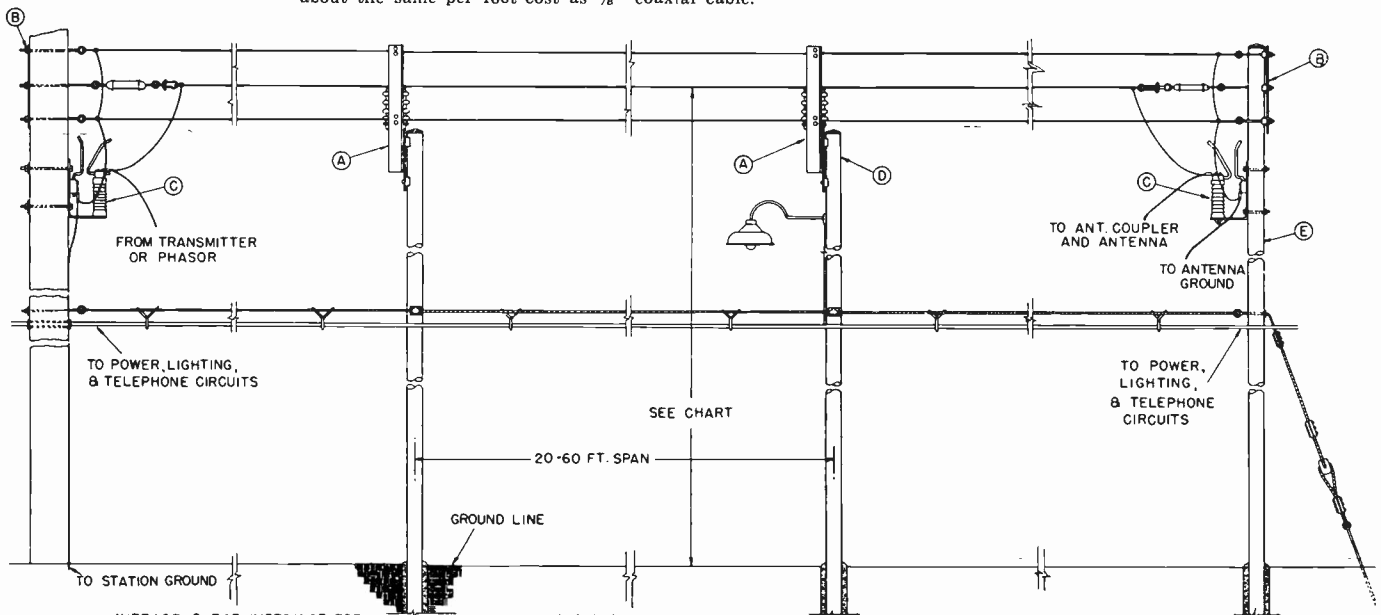 about the same per foot cost as 7/8" coaxial cable.
B
B
A
A
D
C
C
E
FROM TRANSMITTER
OR PHASOR
TO ANT. COUPLER
AND ANTENNA
TO ANTENNA
GROUND
TO POWER, LIGHTING,
& TELEPHONE CIRCUITS
TO POWER,
LIGHTING,
& TELEPHONE
CIRCUITS
SEE CHART
20-60 FT. SPAN
GROUND LINE
TO STATION GROUND